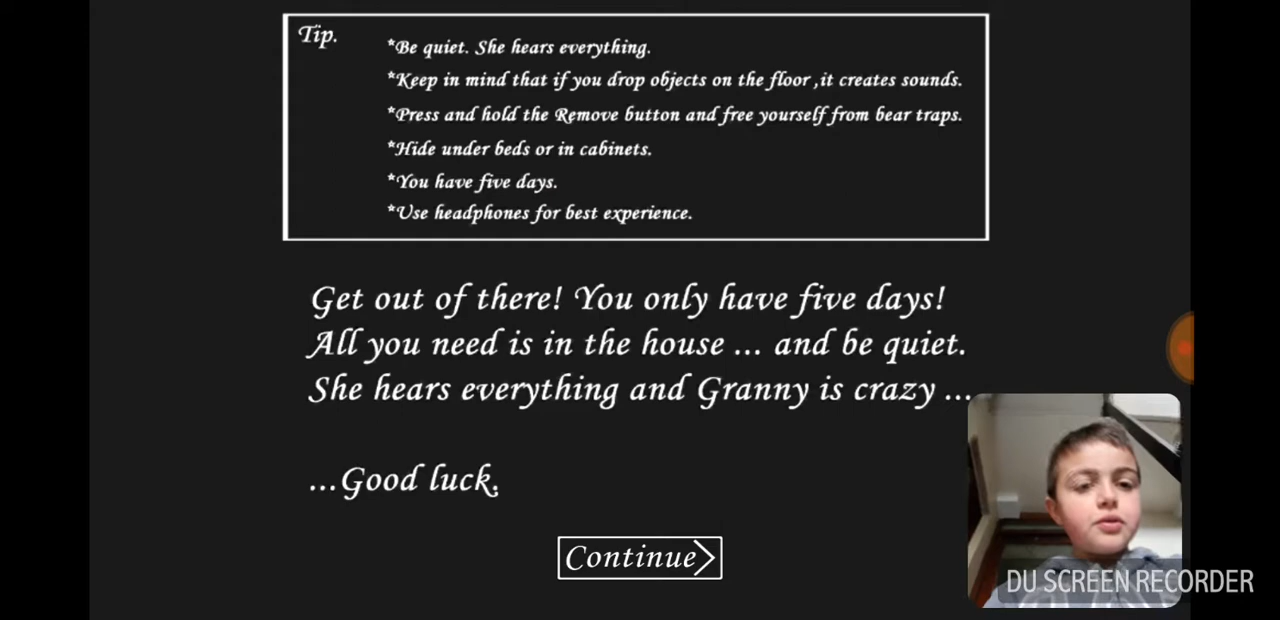 Tip.
*Be quiet. She hears everything.
*Keep in mind that if you drop objects on the floor ,it creates sounds.
*Press and hold the Remove button and free yourself from bear traps.
*Hide under beds or in cabinets.
*You have five days.
*Use headphones for best experience.
Get out of there! You only have five days!
All you need is in the house ... and be quiet.
She hears everything and Granny is crazy ...
...Good luck.
Continue>
DU SCREEN RECORDER